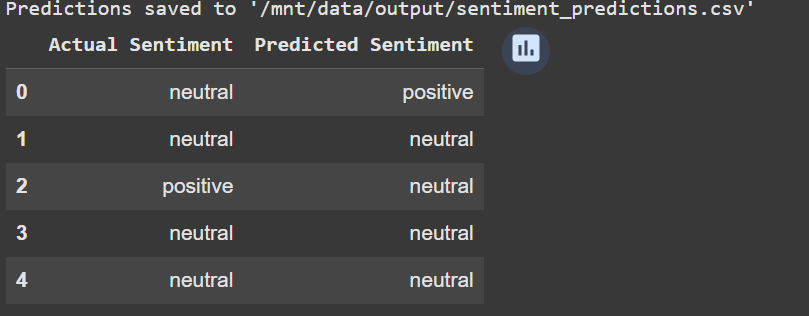 Predictions saved to '/mnt/data/output/sentiment_predictions.csv'
Actual Sentiment Predicted Sentiment
0 neutral positive
1 neutral neutral
2 positive neutral
3 neutral neutral
4 neutral neutral